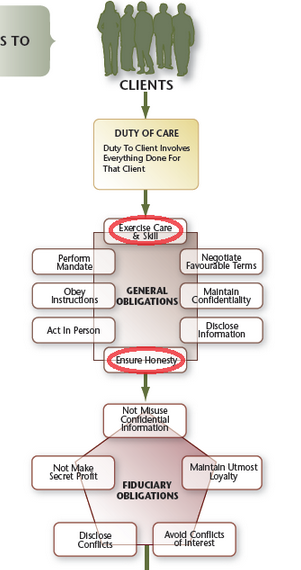 S TO
CLIENTS
DUTY OF CARE
Duty To Client Involves
Everything Done For
That Client
Exercise Care
& Skill
Perform
Mandate
Negotiate
Favourable Terms
Obey
Instructions
GENERAL
OBLIGATIONS
Maintain
Confidentiality
Act In Person
Disclose
Information
Ensure Honesty
Not Misuse
Confidential
Information
Not Make
Secret Profit
Maintain Utmost
Loyalty
FIDUCIARY
OBLIGATIONS
Disclose
Conflicts
Avoid Conflicts
of Interest